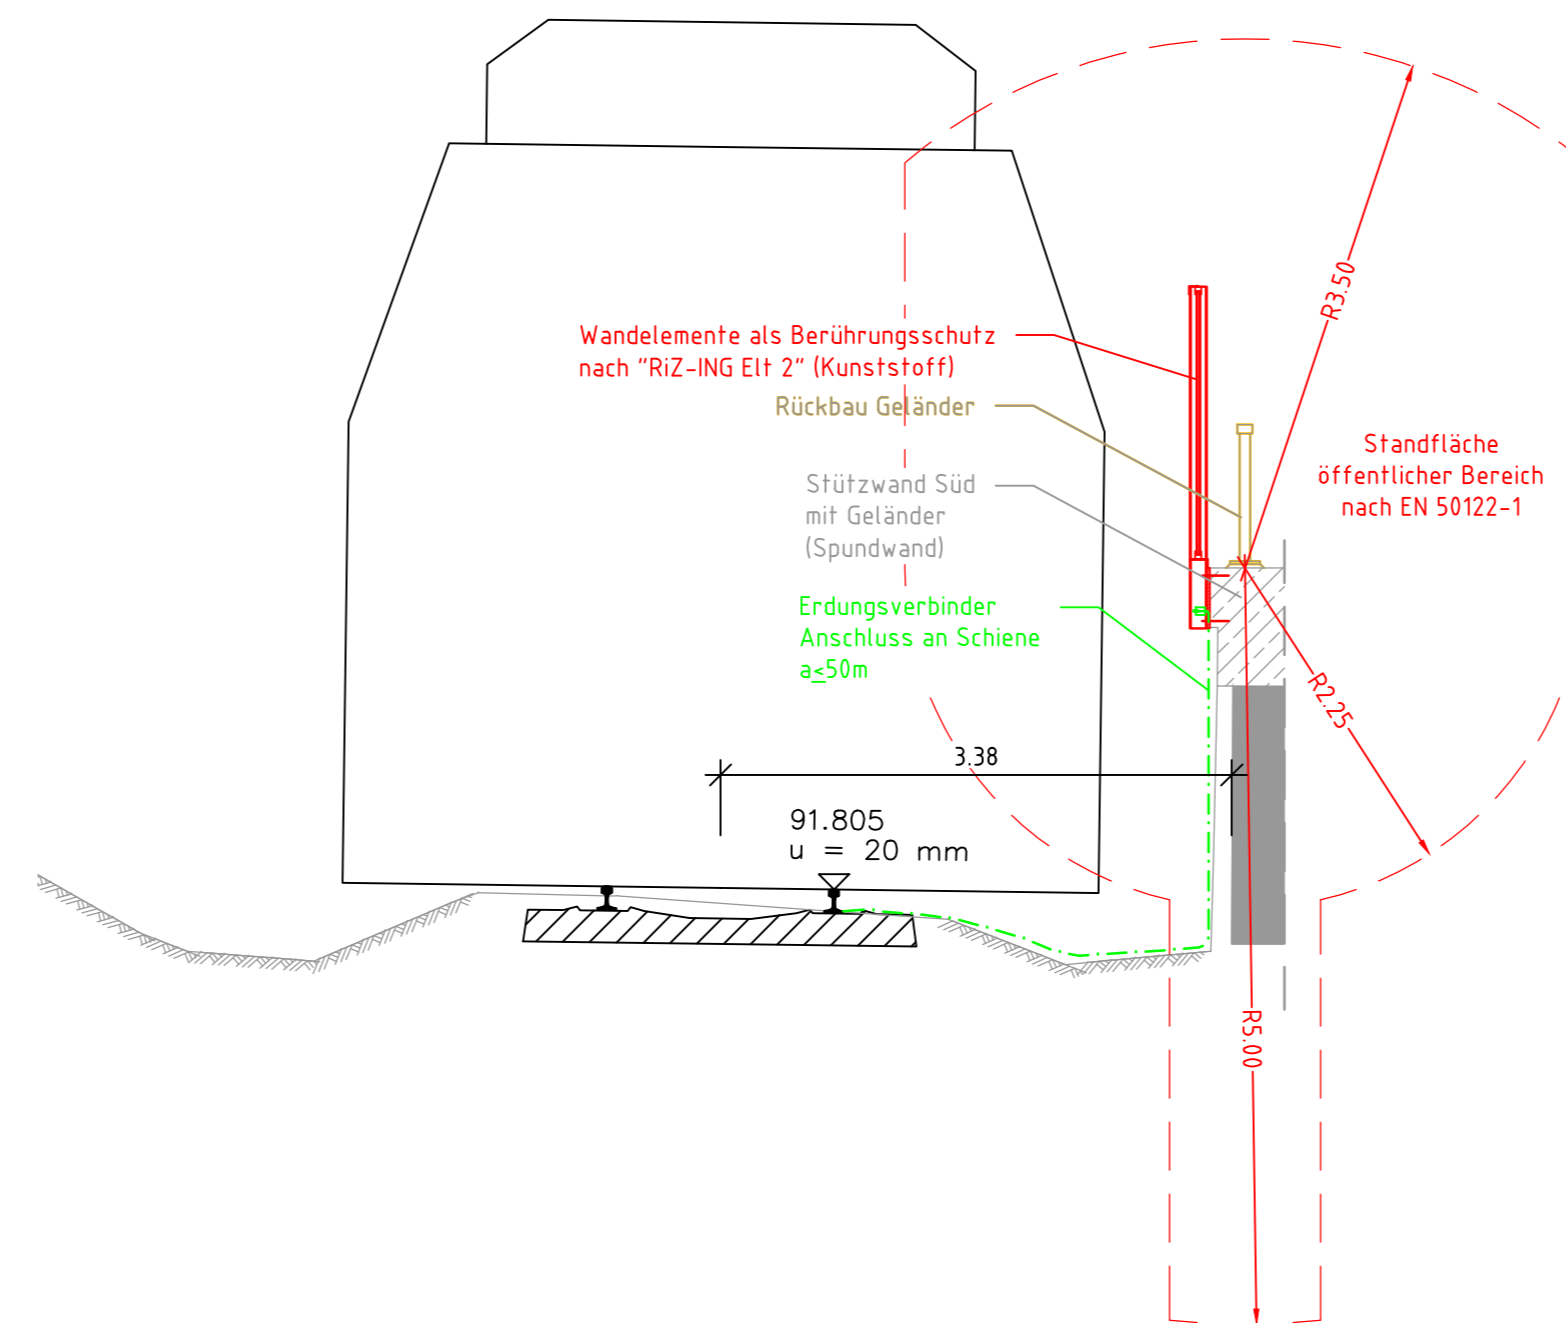 R3.50
Wandelemente als Berührungsschutz
nach "RiZ-ING Elt 2" (Kunststoff)
Rückbau Geländer
Standfläche
öffentlicher Bereich
nach EN 50122-1
Stützwand Süd
mit Geländer
(Spundwand)
Erdungsverbinder
Anschluss an Schiene
a≤50m
R2.25
3.38
91.805
u = 20 mm
R5.00